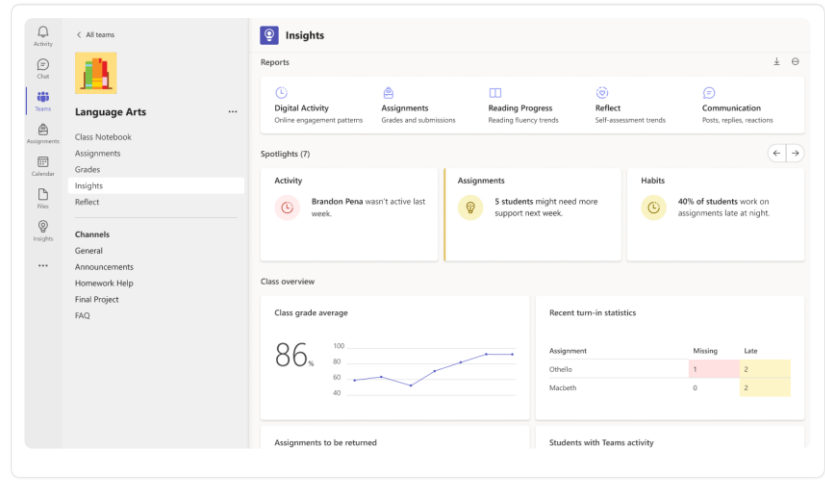 Activity
Chat
Teams
Assignments
Calendar
Files
Insights
All teams
Language Arts
Class Notebook
Assignments
Grades
Insights
Reflect
Channels
General
Announcements
Homework Help
Final Project
FAQ
Insights
Reports
Digital Activity
Online engagement patterns
Assignments
Grades and submissions
Reading Progress
Reading fluency trends
Reflect
Self-assessment trends
Communication
Posts, replies, reactions
Spotlights (7)
Activity
Brandon Pena wasn't active last
week.
Assignments
5 students might need more
support next week.
Habits
40% of students work on
assignments late at night.
Class overview
Class grade average
86%
100
80
60
40
Recent turn-in statistics
Assignment Missing Late
Othello 1 2
Macbeth 0 2
Assignments to be returned
Students with Teams activity